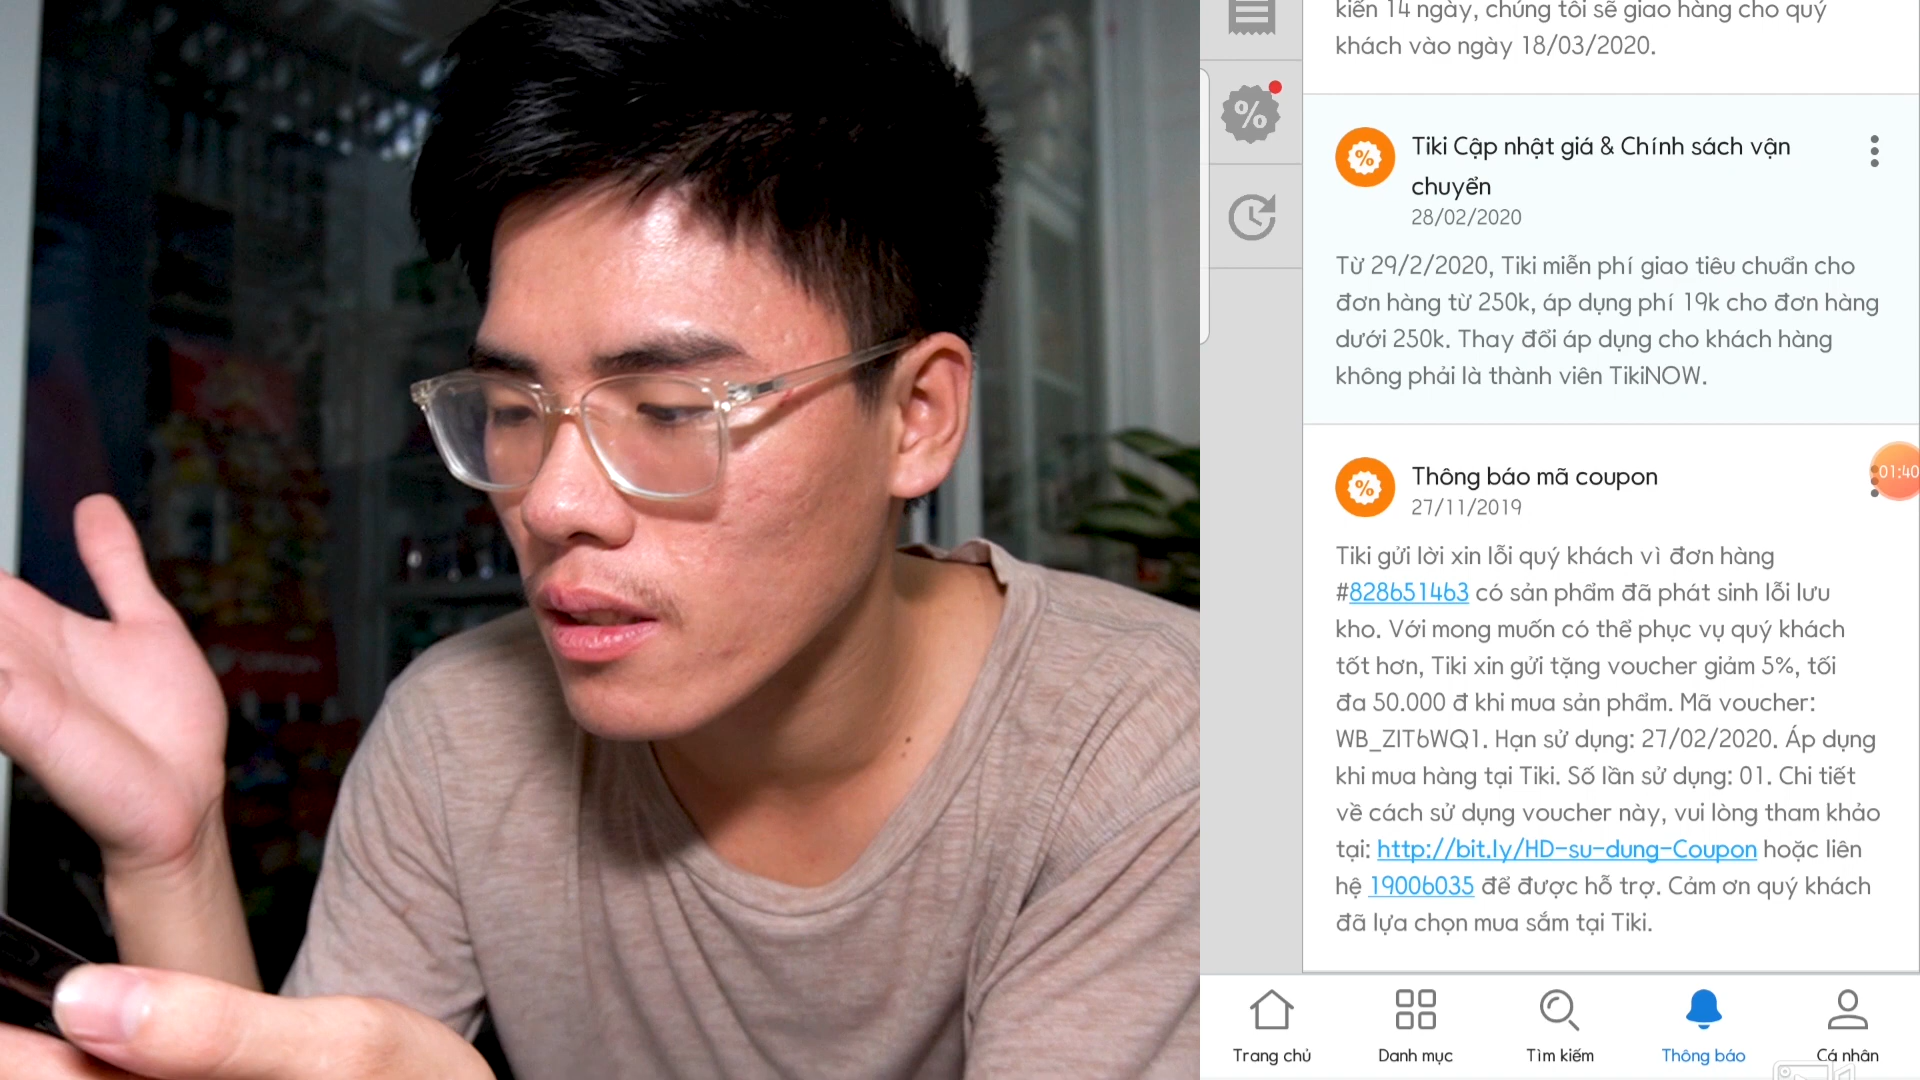 kiến 14 ngày, chúng tôi sẽ giao hàng cho quý
khách vào ngày 18/03/2020.
Tiki Cập nhật giá & Chính sách vận
chuyển
28/02/2020
Từ 29/2/2020, Tiki miễn phí giao tiêu chuẩn cho
đơn hàng từ 250k, áp dụng phí 19k cho đơn hàng
dưới 250k. Thay đổi áp dụng cho khách hàng
không phải là thành viên TikiNOW.
Thông báo mã coupon
01:40
27/11/2019
Tiki gửi lời xin lỗi quý khách vì đơn hàng
#828651463 có sản phẩm đã phát sinh lỗi lưu
kho. Với mong muốn có thể phục vụ quý khách
tốt hơn, Tiki xin gửi tặng voucher giảm 5%, tối
đa 50.000 đ khi mua sản phẩm. Mã voucher:
WB_ZIT6WQ1. Hạn sử dụng: 27/02/2020. Áp dụng
khi mua hàng tại Tiki. Số lần sử dụng: 01. Chi tiết
về cách sử dụng voucher này, vui lòng tham khảo
tại: http://bit.ly/HD-su-dung-Coupon hoặc liên
hệ 19006035 để được hỗ trợ. Cảm ơn quý khách
đã lựa chọn mua sắm tại Tiki.
Trang chủ
Danh mục
Tìm kiếm
Thông báo
Cá nhân